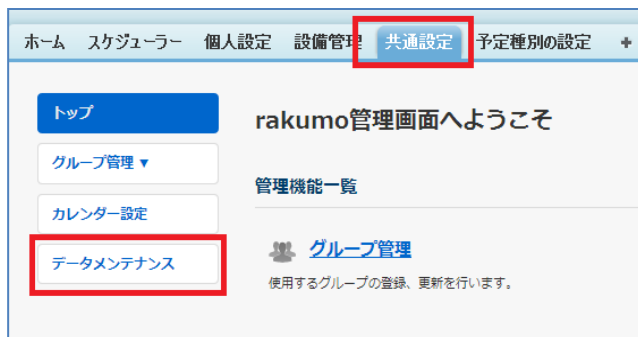 ホーム スケジューラー 個人設定 設備管理 共通設定 予定種別の設定 +
トップ
rakumo管理画面へようこそ
グループ管理 ▼
管理機能一覧
カレンダー設定
グループ管理
データメンテナンス
使用するグループの登録、更新を行います。